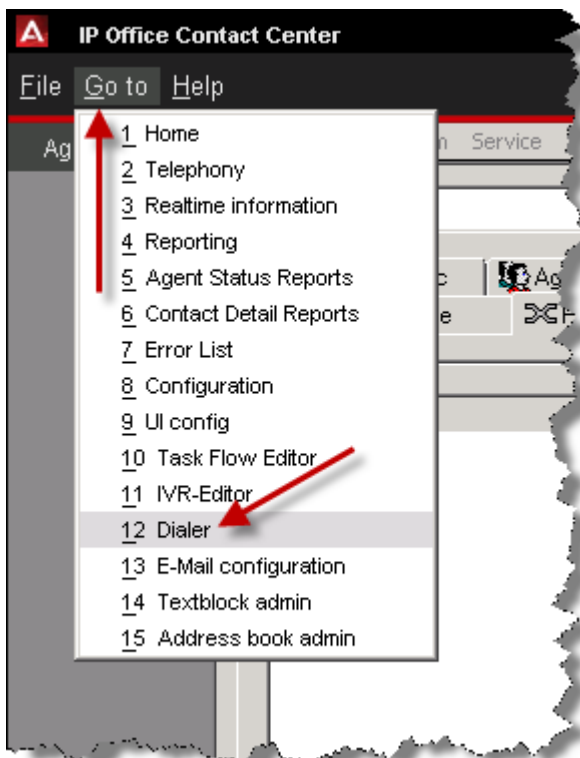 A IP Office Contact Center
File Go to Help
Ag
Service
1 Home
2 Telephony
3 Realtime information
4 Reporting
5 Agent Status Reports
6 Contact Detail Reports
7 Error List
8 Configuration
9 UI config
10 Task Flow Editor
11 IVR-Editor
12 Dialer
13 E-Mail configuration
14 Textblock admin
15 Address book admin
Ag